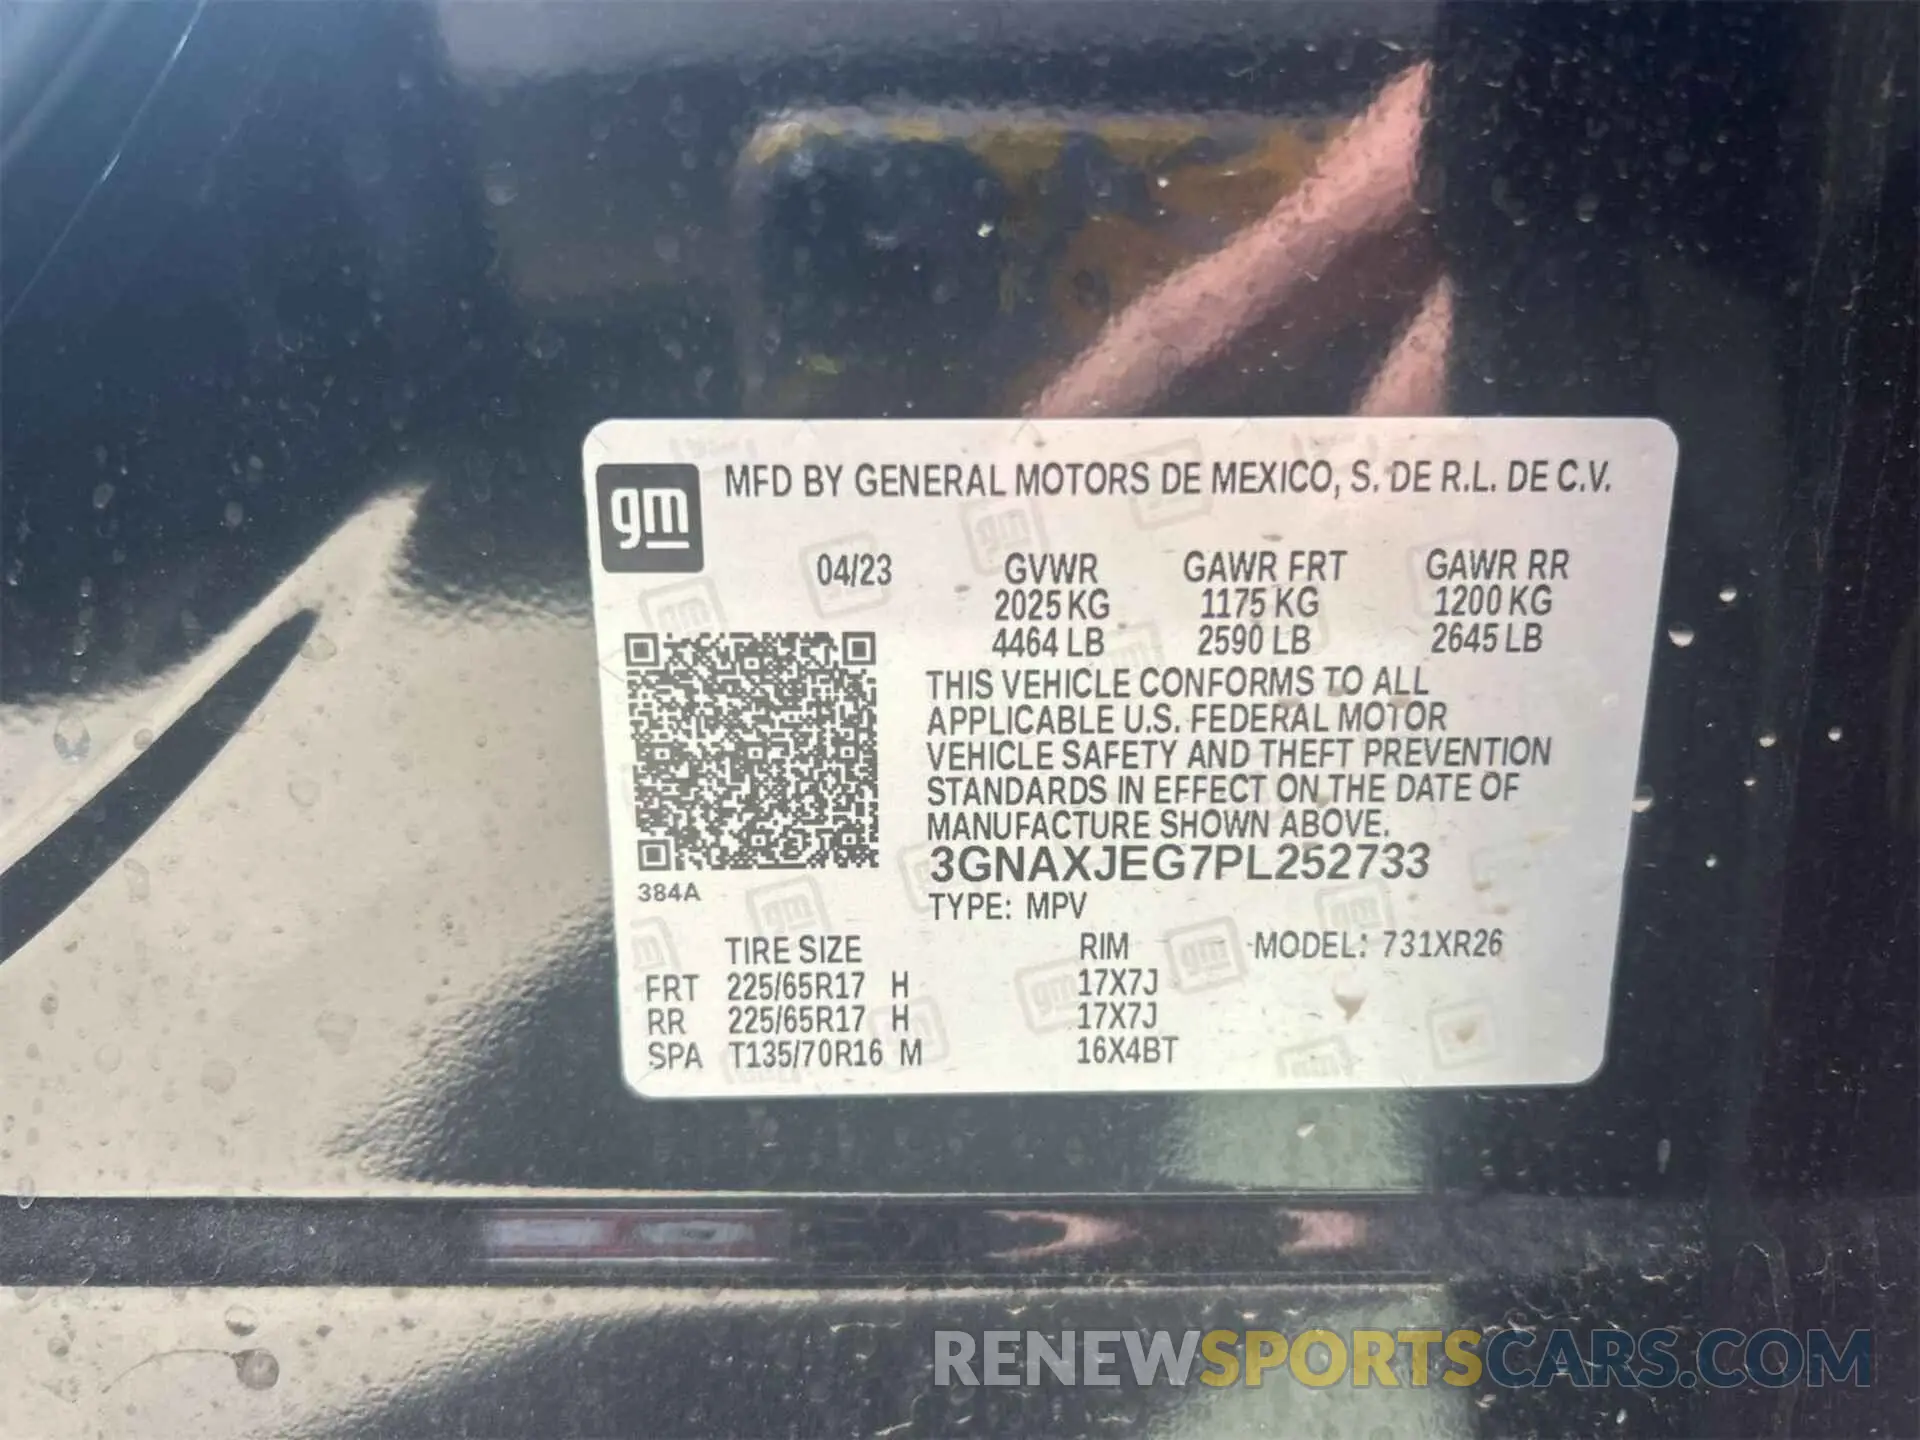 gm
MFD BY GENERAL MOTORS DE MEXICO, S. DE R.L. DE C.V.
04/23 GVWR GAWR FRT GAWR RR
2025 KG 1175 KG 1200 KG
4464 LB 2590 LB 2645 LB
THIS VEHICLE CONFORMS TO ALL
APPLICABLE U.S. FEDERAL MOTOR
VEHICLE SAFETY AND THEFT PREVENTION
STANDARDS IN EFFECT ON THE DATE OF
MANUFACTURE SHOWN ABOVE.
3GNAXJEG7PL252733
384A
TYPE: MPV
TIRE SIZE RIM MODEL: 731XR26
FRT 225/65R17 H 17X7J
RR 225/65R17 H 17X7J
SPA T135/70R16 M 16X4BT
RENEWSPORTSCARS.COM